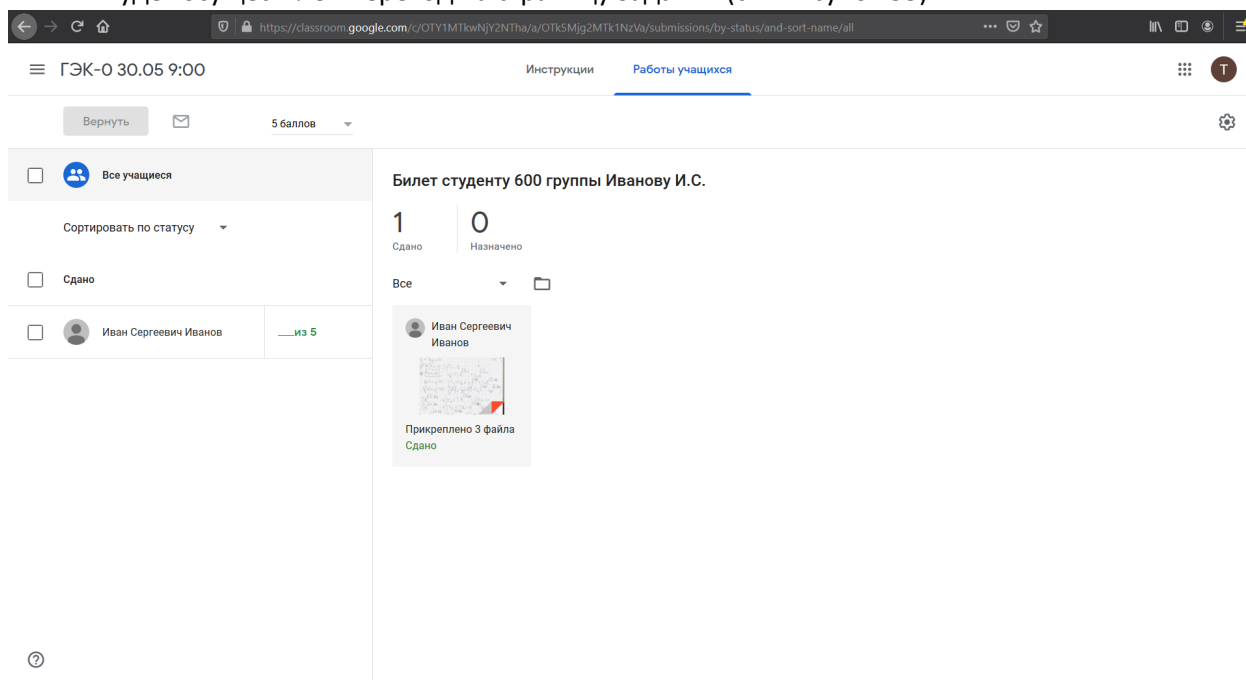 https://classroom.google.com/c/OTY1MTkwNjY2NTha/a/OTk5Mjg2MTk1NzVa/submissions/by-status/and-sort-name/all
ГЭК-0 30.05 9:00
Инструкции
Работы учащихся
T
Вернуть
5 баллов
Все учащиеся
Сортировать по статусу
Сдано
Иван Сергеевич Иванов
___из 5
Билет студенту 600 группы Иванову И.С.
1
0
Сдано
Назначено
Все
Иван Сергеевич
Иванов
Прикреплено 3 файла
Сдано